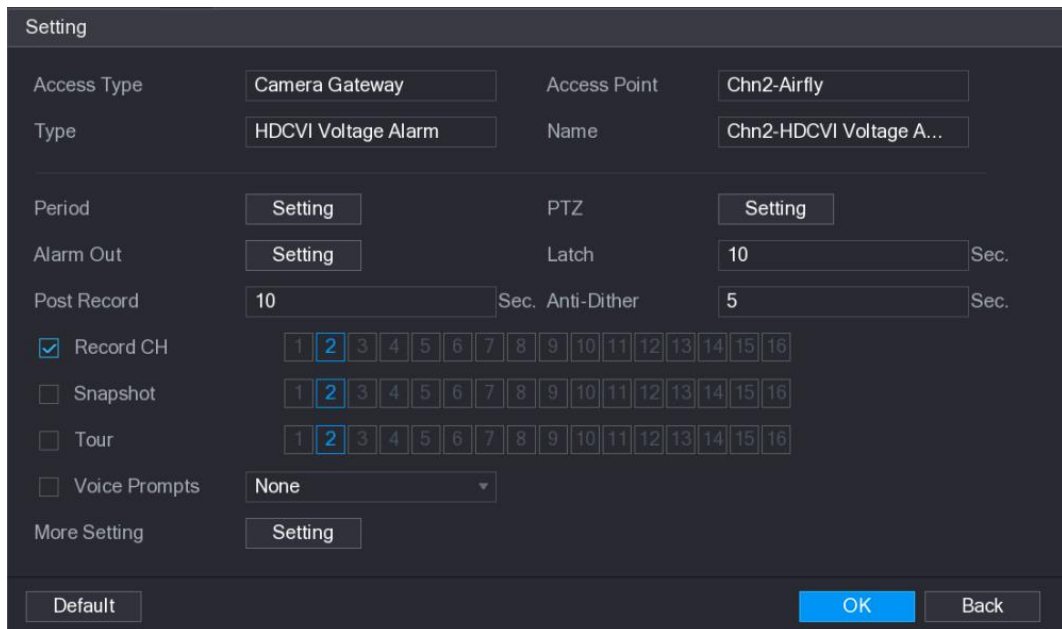 Setting
Access Type Camera Gateway Access Point Chn2-Airfly
Type HDCVI Voltage Alarm Name Chn2-HDCVI Voltage A...
Period Setting PTZ Setting
Alarm Out Setting Latch 10 Sec.
Post Record 10 Sec. Anti-Dither 5 Sec.
Record CH 1 2 3 4 5 6 7 8 9 10 11 12 13 14 15 16
Snapshot 1 2 3 4 5 6 7 8 9 10 11 12 13 14 15 16
Tour 1 2 3 4 5 6 7 8 9 10 11 12 13 14 15 16
Voice Prompts None
More Setting Setting
Default OK Back